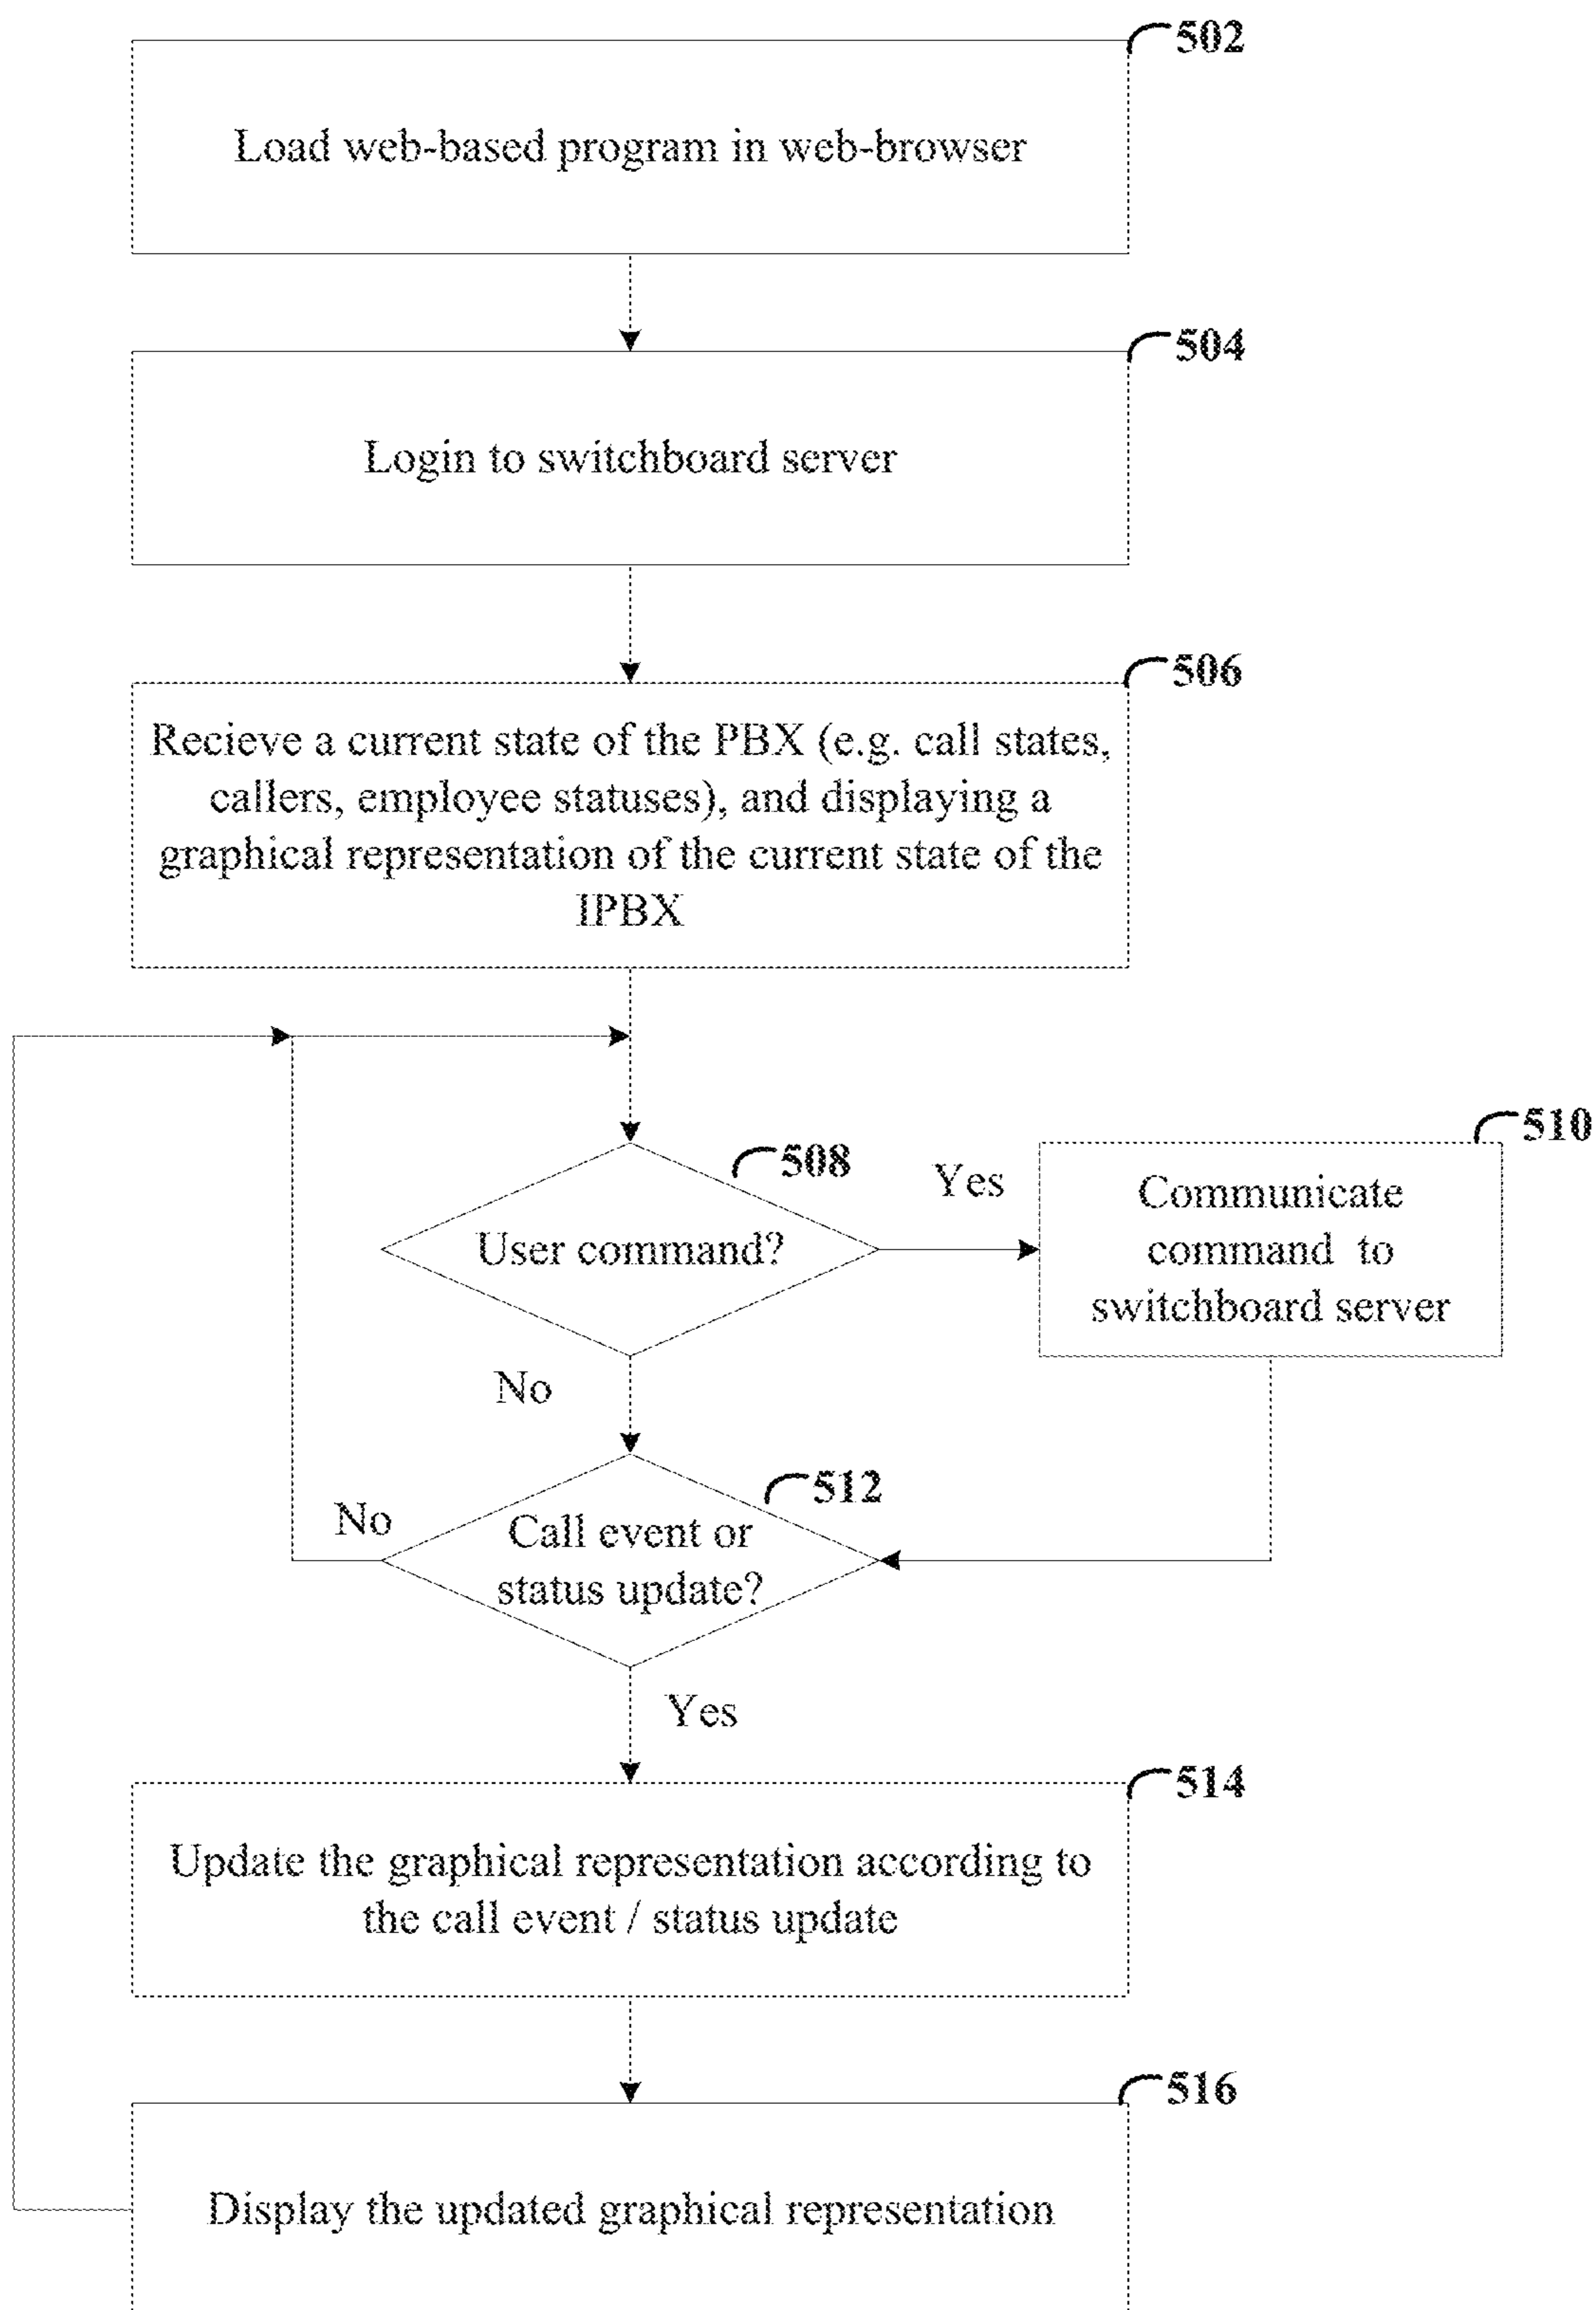 502
Load web-based program in web-browser
504
Login to switchboard server
506
Recieve a current state of the PBX (e.g. call states,
callers, employee statuses), and displaying a
graphical representation of the current state of the
IPBX
508
User command?
Yes
510
Communicate
command to
switchboard server
No
512
Call event or
status update?
No
Yes
514
Update the graphical representation according to
the call event / status update
516
Display the updated graphical representation